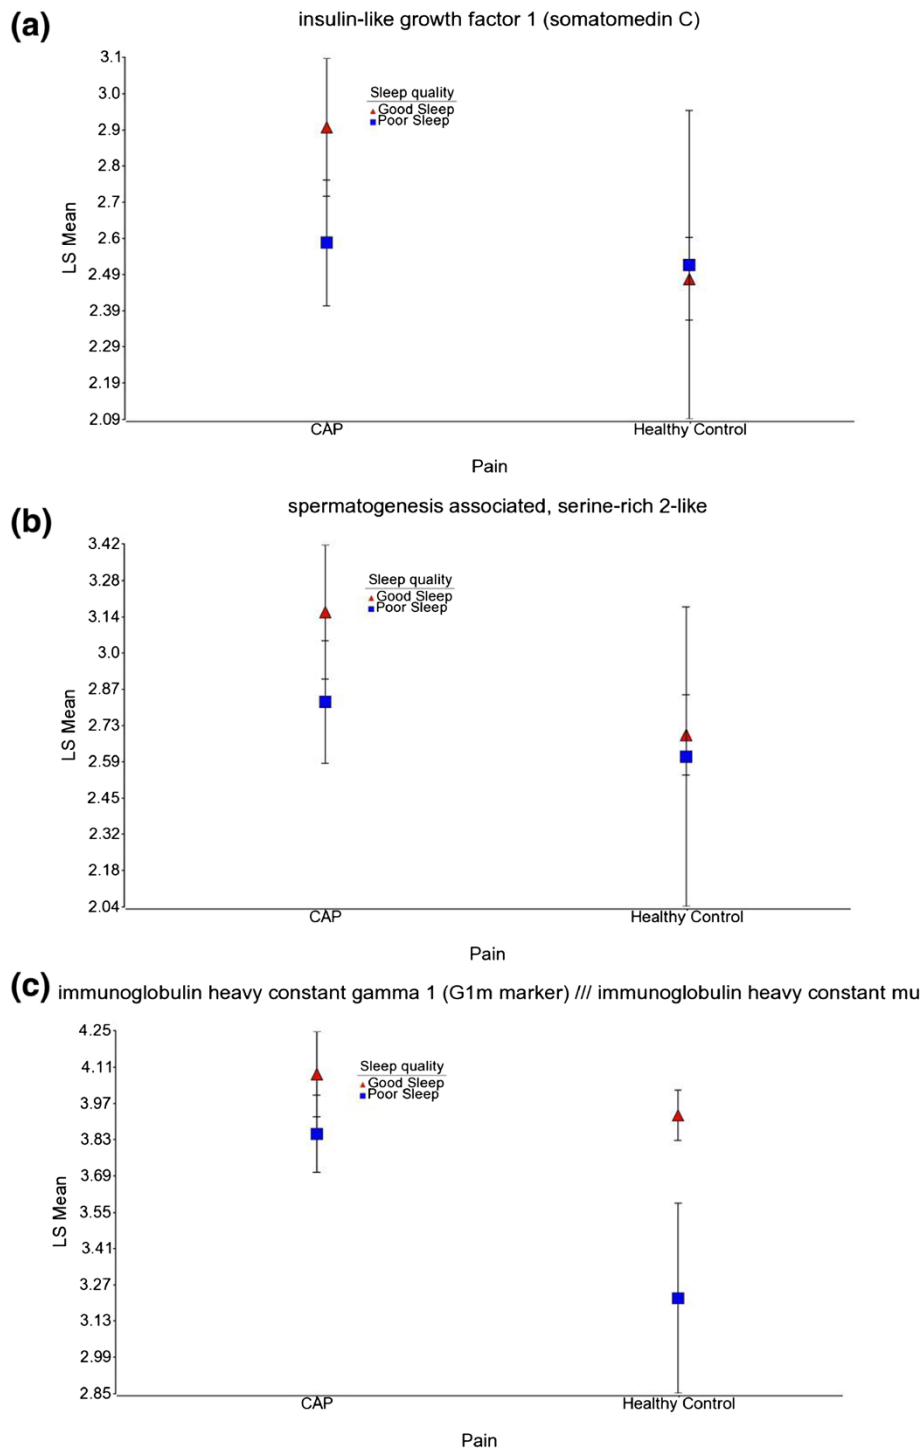 (a)
insulin-like growth factor 1 (somatomedin C)
3.1
3.0
2.9
2.8
2.7
2.6
2.49
2.39
2.29
2.19
2.09
LS Mean
Sleep quality
Good Sleep
Poor Sleep
CAP
Healthy Control
Pain
(b)
spermatogenesis associated, serine-rich 2-like
3.42
3.28
3.14
3.0
2.87
2.73
2.59
2.45
2.32
2.18
2.04
LS Mean
Sleep quality
Good Sleep
Poor Sleep
CAP
Healthy Control
Pain
(c)
immunoglobulin heavy constant gamma 1 (G1m marker) /// immunoglobulin heavy constant mu
4.25
4.11
3.97
3.83
3.69
3.55
3.41
3.27
3.13
2.99
2.85
LS Mean
Sleep quality
Good Sleep
Poor Sleep
CAP
Healthy Control
Pain